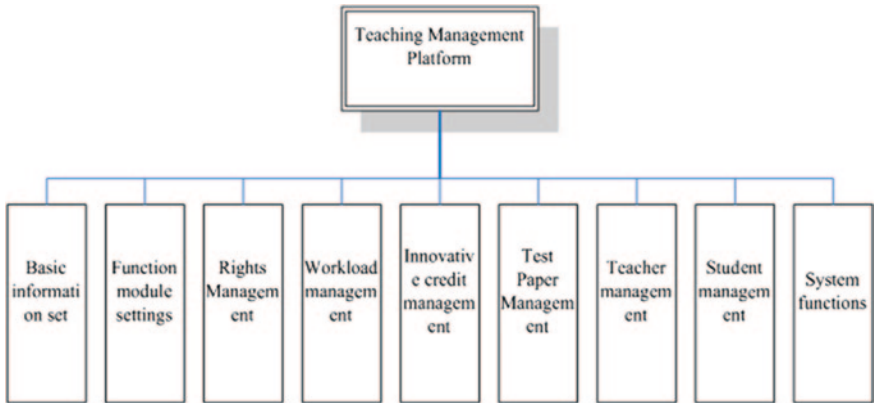 Teaching Management
Platform
Basic
informati
on set
Function
module
settings
Rights
Managem
ent
Workload
managem
ent
Innovativ
e credit
managem
ent
Test
Paper
Managem
ent
Teacher
managem
ent
Student
managem
ent
System
functions